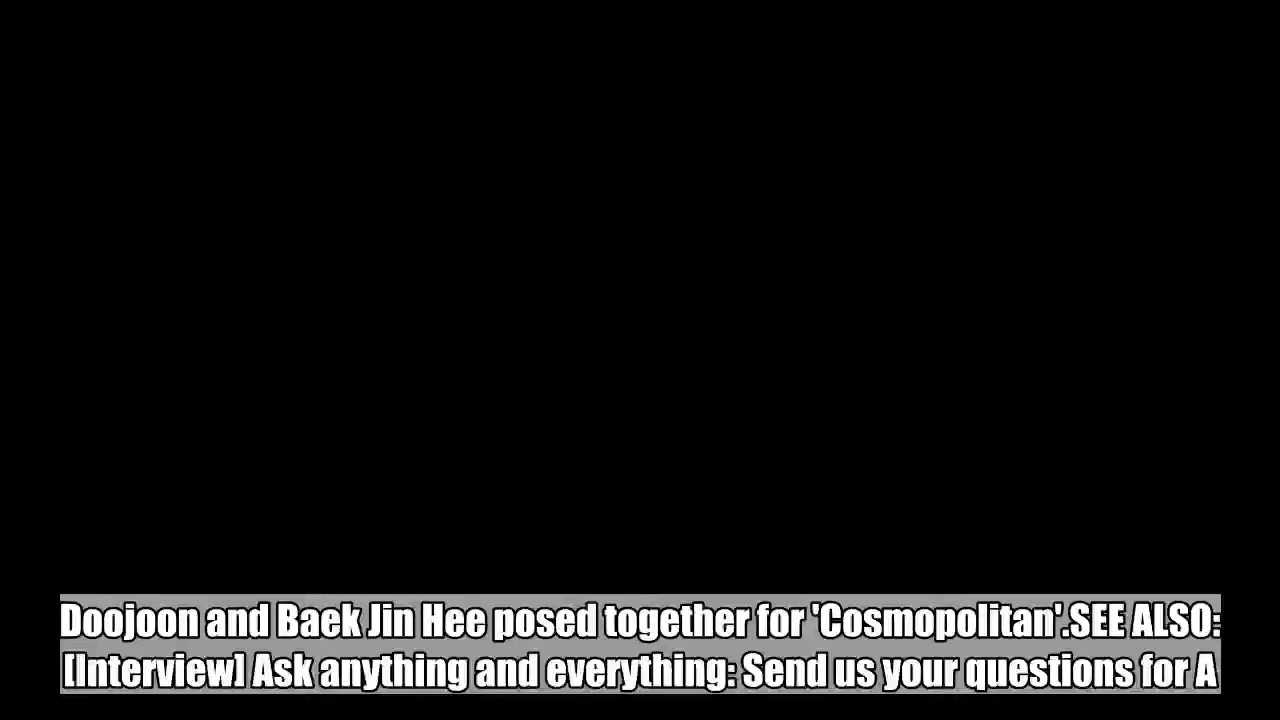 Doojoon and Baek Jin Hee posed together for 'Cosmopolitan'.SEE ALSO:
[Interview] Ask anything and everything: Send us your questions for A